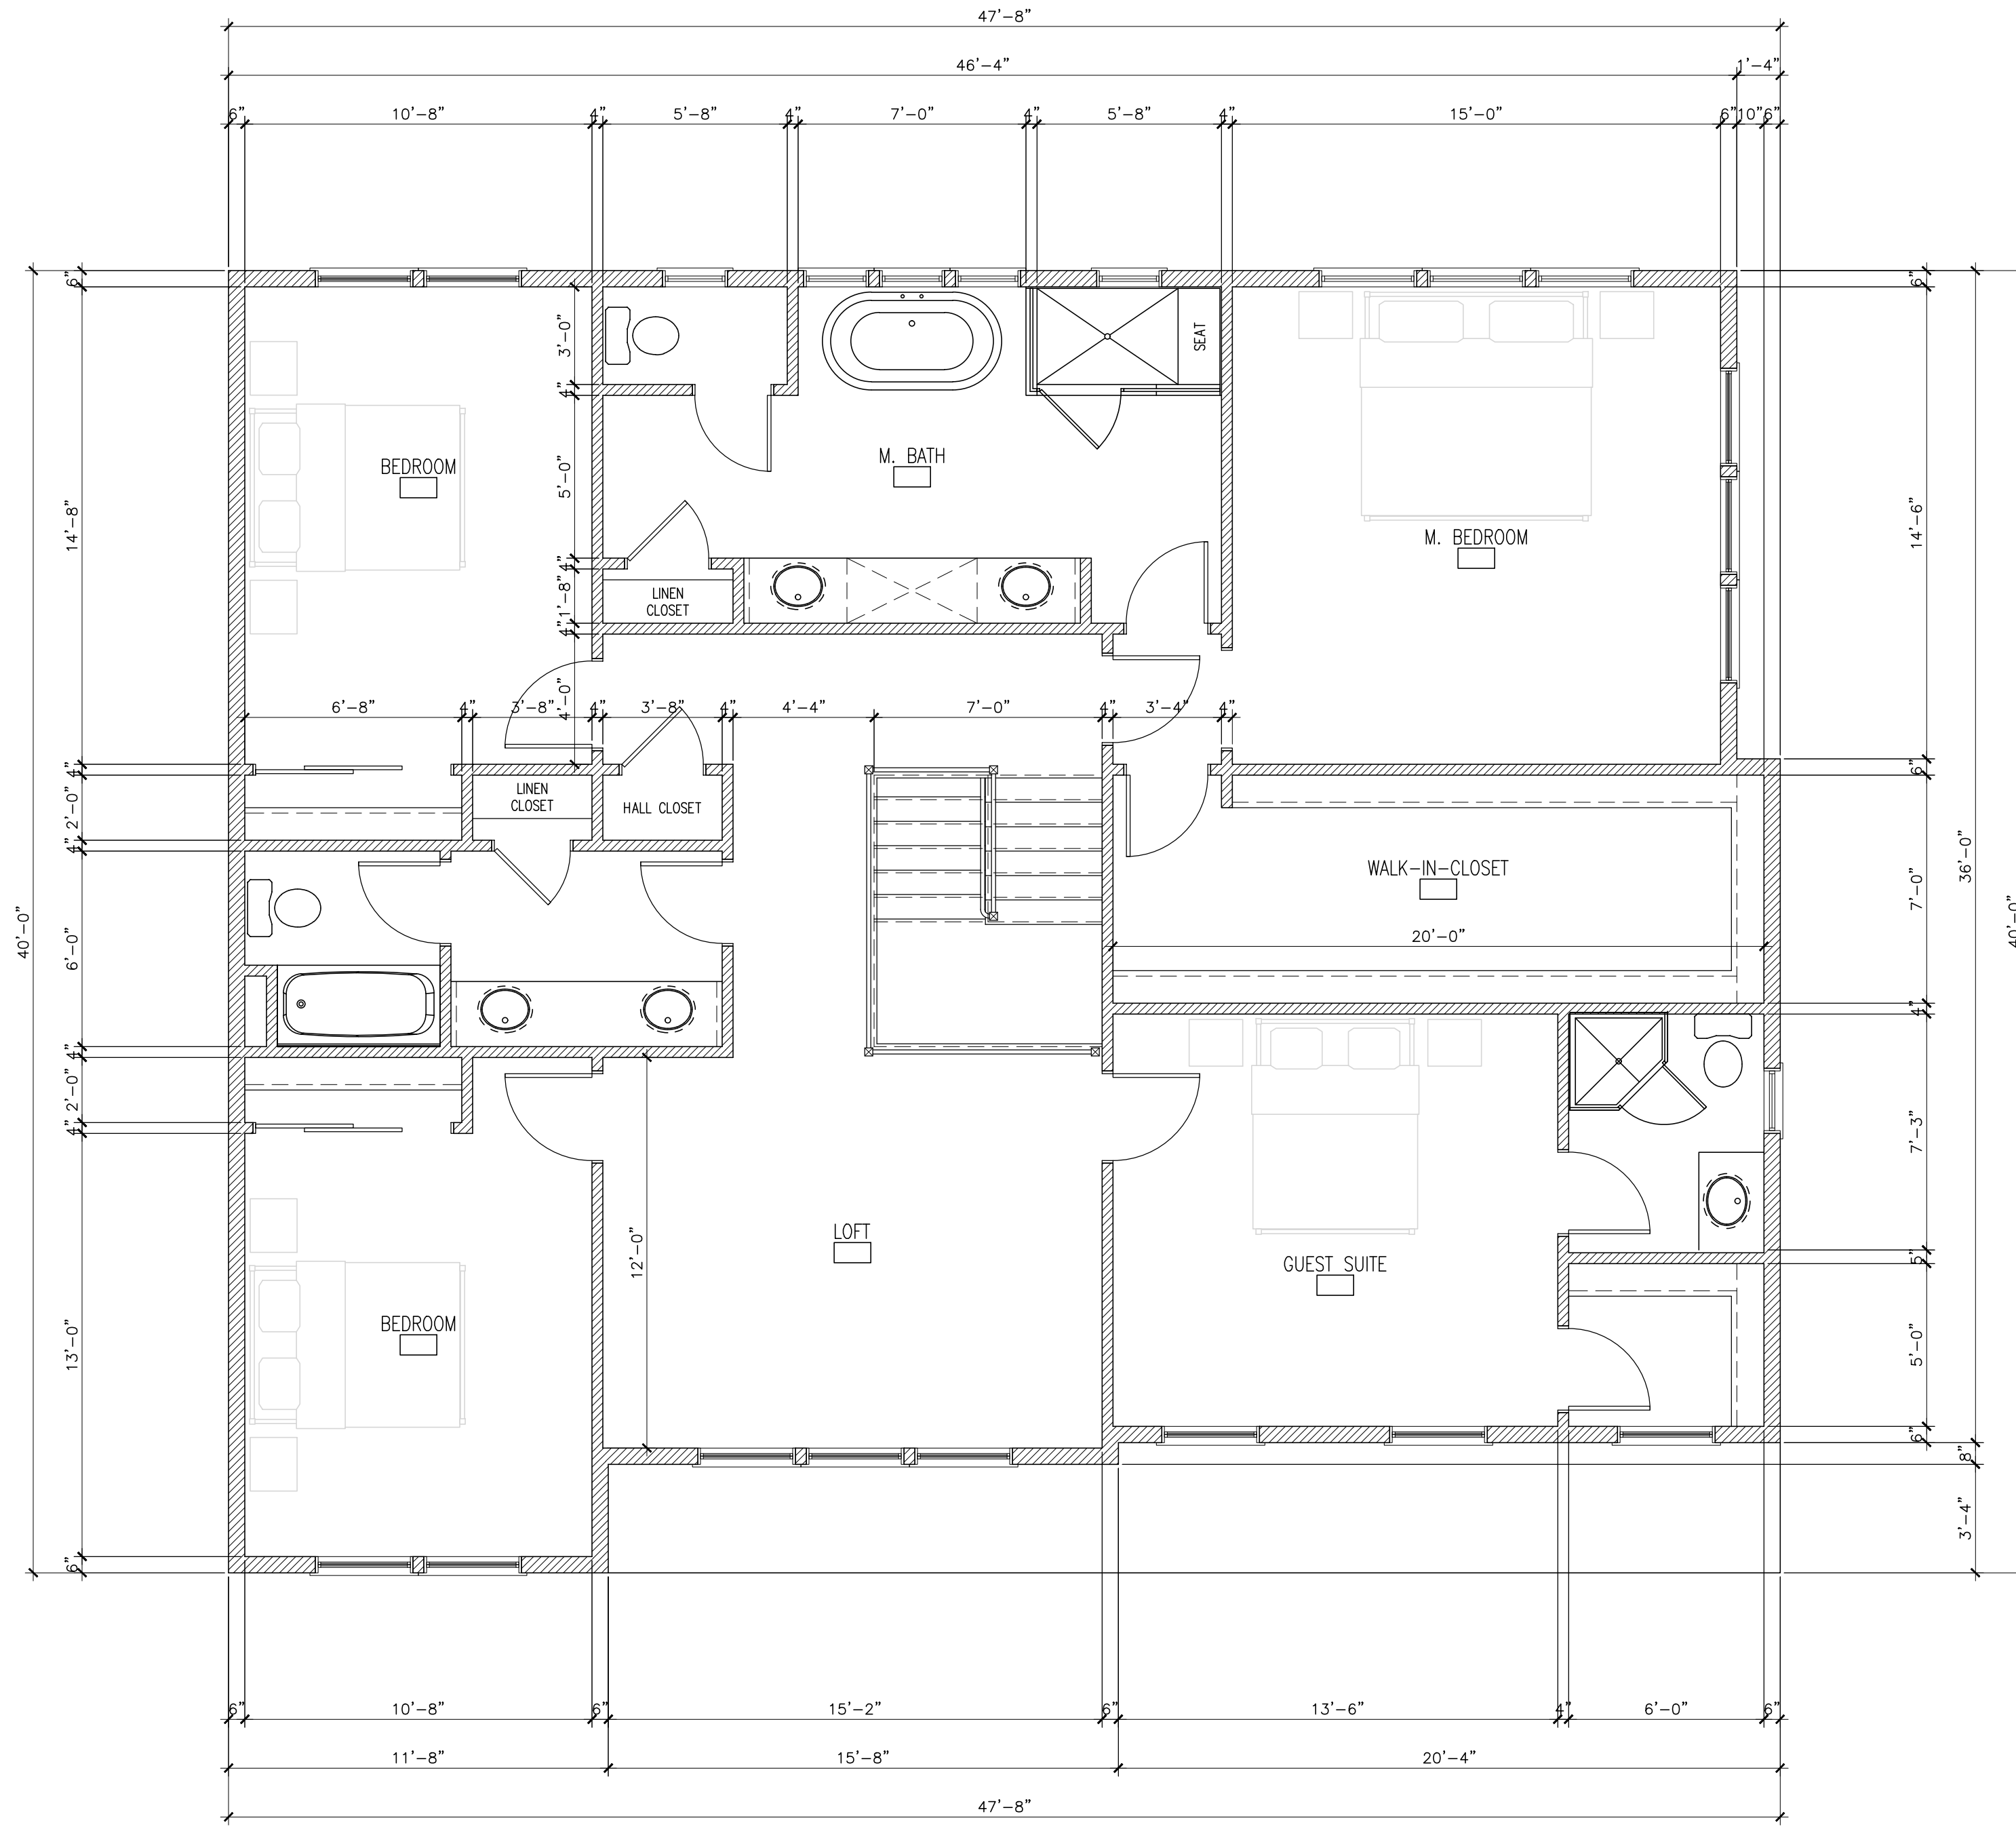 47'-8"
46'-4" 1'-4"
6" 10'-8" 4" 5'-8" 4" 7'-0" 4" 5'-8" 4" 15'-0" 6" 10" 6"
6" 6"
3'-0" SEAT
4"
BEDROOM 5'-0" M. BATH
14'-8" M. BEDROOM 14'-6"
4"
1'-8" LINEN
CLOSET
4"
4'-0"
6'-8" 4" 3'-8" 4" 3'-8" 4" 4'-4" 7'-0" 4" 3'-4" 4"
4" 6"
2'-0" LINEN
CLOSET HALL CLOSET
4" WALK-IN-CLOSET 7'-0" 36'-0"
40'-0" 6'-0" 20'-0" 40'-0"
4"
4"
2'-0"
4" 7'-3"
12'-0" LOFT
GUEST SUITE 5"
BEDROOM
13'-0" 5'-0"
6"
8"
3'-4"
6"
6" 10'-8" 6" 15'-2" 6" 13'-6" 4" 6'-0" 6"
11'-8" 15'-8" 20'-4"
47'-8"